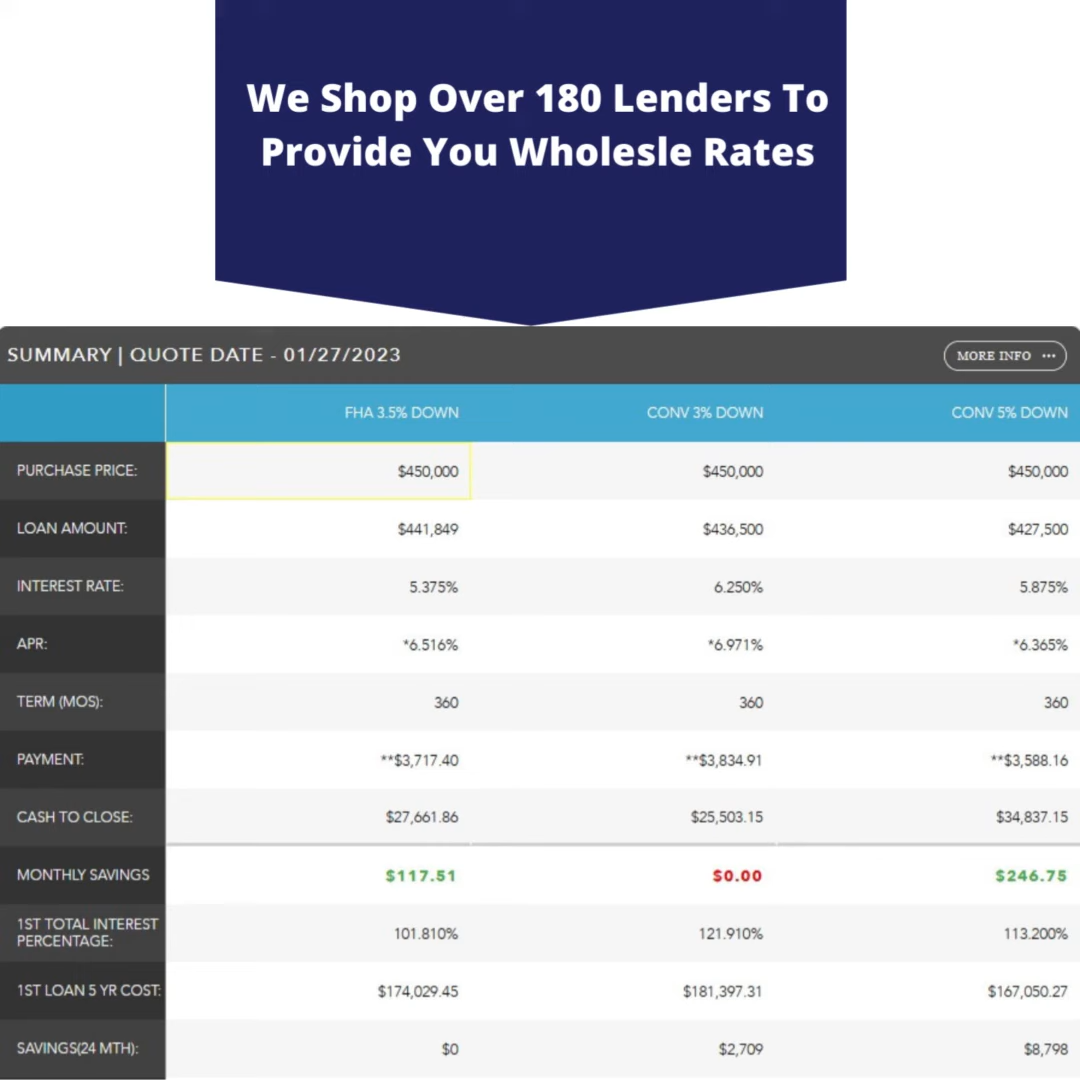 We Shop Over 180 Lenders To
Provide You Wholesle Rates
SUMMARY | QUOTE DATE - 01/27/2023
MORE INFO ···
FHA 3.5% DOWN CONV 3% DOWN CONV 5% DOWN
PURCHASE PRICE: $450,000 $450,000 $450,000
LOAN AMOUNT: $441,849 $436,500 $427,500
INTEREST RATE: 5.375% 6.250% 5.875%
APR: *6.516% *6.971% *6.365%
TERM (MOS): 360 360 360
PAYMENT: **$3,717.40 **$3,834.91 **$3,588.16
CASH TO CLOSE: $27,661.86 $25,503.15 $34,837.15
MONTHLY SAVINGS $117.51 $0.00 $246.75
1ST TOTAL INTEREST
PERCENTAGE: 101.810% 121.910% 113.200%
1ST LOAN 5 YR COST: $174,029.45 $181,397.31 $167,050.27
SAVINGS(24 MTH): $0 $2,709 $8,798